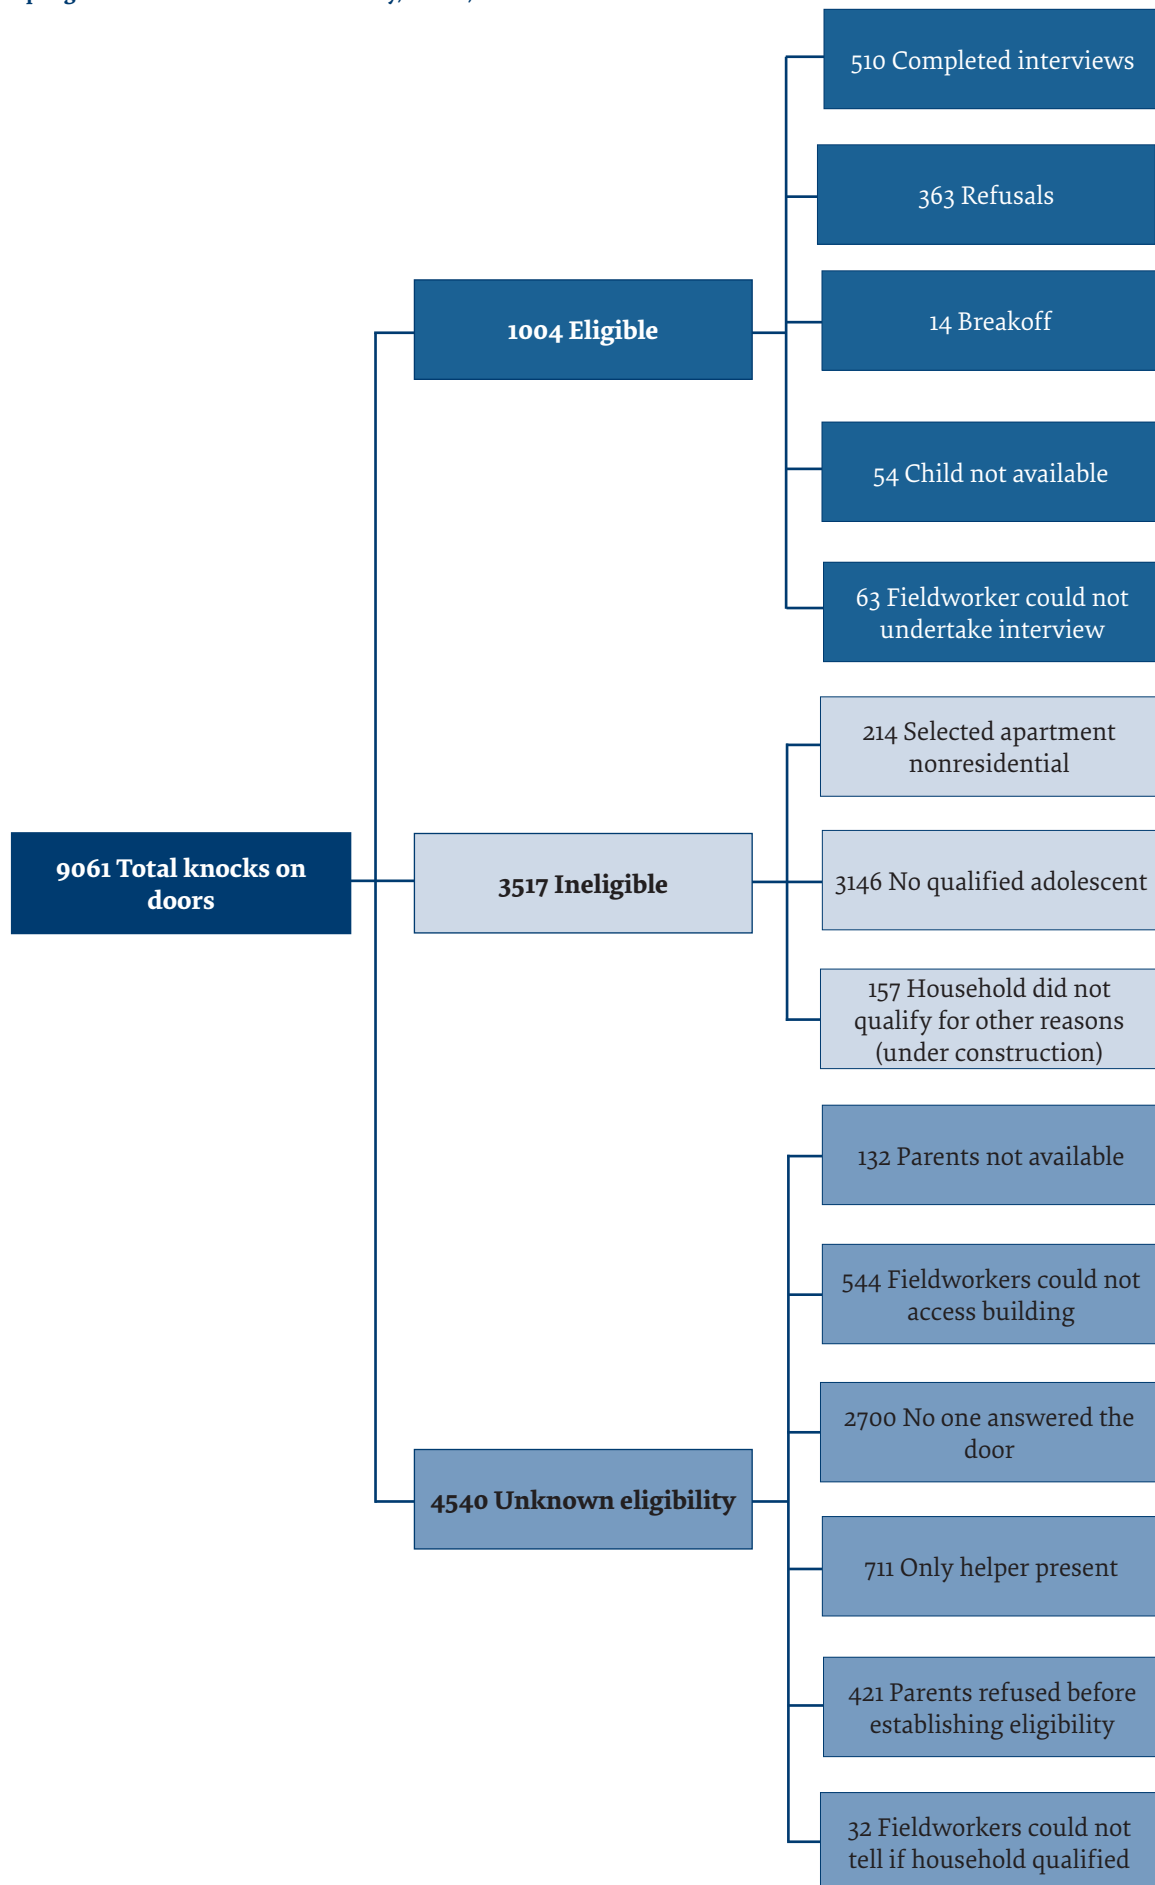 510 Completed interviews
363 Refusals
1004 Eligible
14 Breakoff
54 Child not available
63 Fieldworker could not
undertake interview
214 Selected apartment
nonresidential
9061 Total knocks on
doors
3517 Ineligible
3146 No qualified adolescent
157 Household did not
qualify for other reasons
(under construction)
132 Parents not available
544 Fieldworkers could not
access building
2700 No one answered the
door
4540 Unknown eligibility
711 Only helper present
421 Parents refused before
establishing eligibility
32 Fieldworkers could not
tell if household qualified